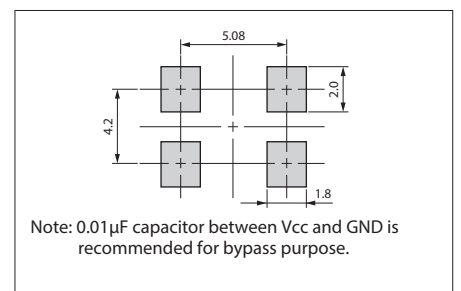 5.08
2.0
4.2
1.8
Note: 0.01μF capacitor between Vcc and GND is
recommended for bypass purpose.